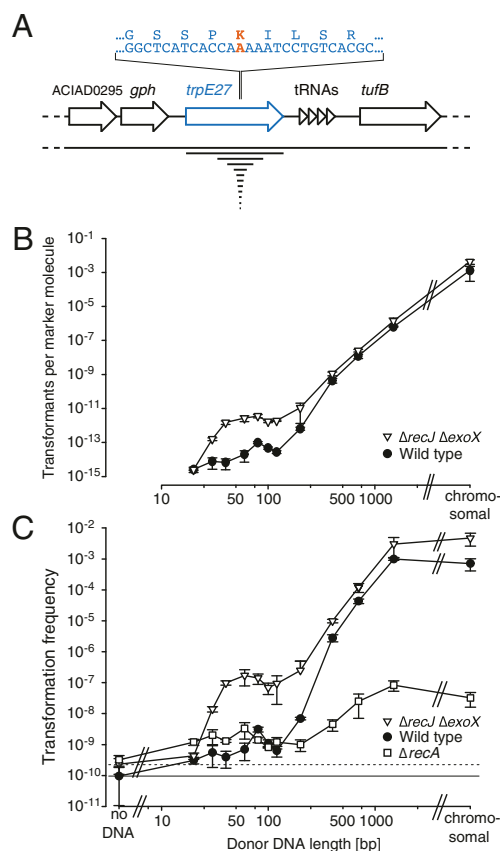 A
...G S S P K I L S R ...
...GGCTCATCACCAAAAATCCTGTCACGC...
ACIAD0295 gph trpE27 tRNAs tufB
B
Transformants per marker molecule
10⁻¹
10⁻³
10⁻⁵
10⁻⁷
10⁻⁹
10⁻¹¹
10⁻¹³
10⁻¹⁵
ΔrecJ ΔexoX
Wild type
10 50 100 500 1000 chromo-
somal
C
Transformation frequency
10⁻²
10⁻³
10⁻⁴
10⁻⁵
10⁻⁶
10⁻⁷
10⁻⁸
10⁻⁹
10⁻¹⁰
10⁻¹¹
ΔrecJ ΔexoX
Wild type
ΔrecA
no
DNA
10 50 100 500 1000 chromo-
somal
Donor DNA length [bp]